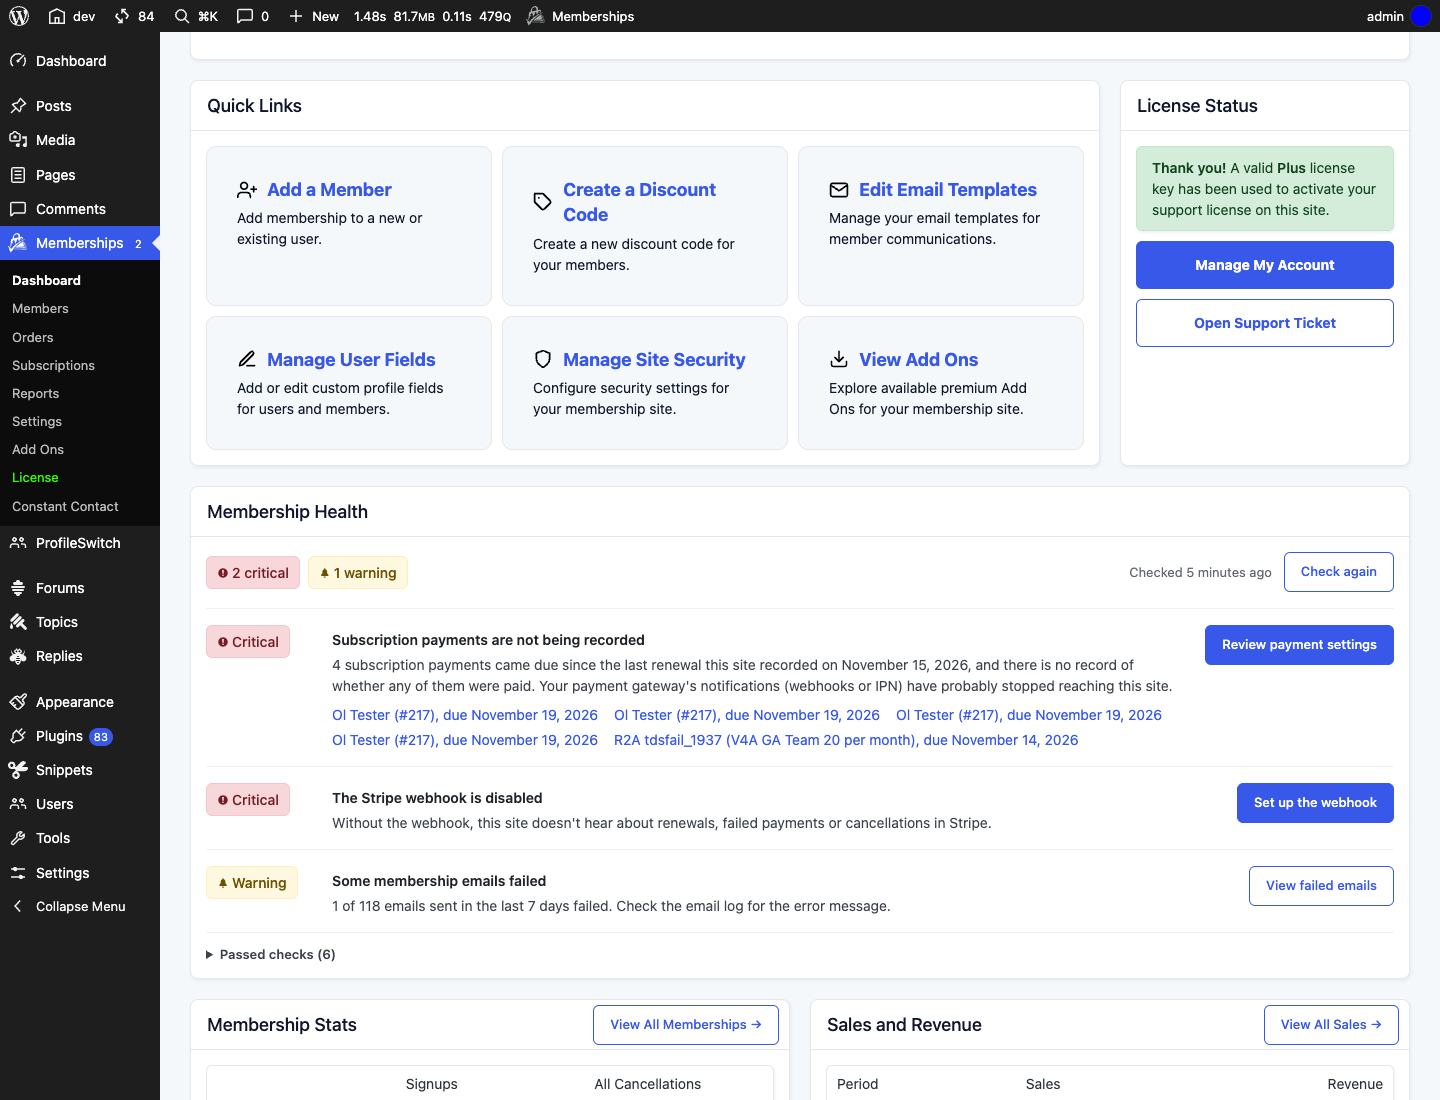 dev 84 ⌘K 0 New 1.48s 81.7MB 0.11s 479Q Memberships admin
Dashboard
Posts
Media
Pages
Comments
Memberships 2
Dashboard
Members
Orders
Subscriptions
Reports
Settings
Add Ons
License
Constant Contact
ProfileSwitch
Forums
Topics
Replies
Appearance
Plugins 83
Snippets
Users
Tools
Settings
Collapse Menu
Quick Links
Add a Member
Add membership to a new or
existing user.
Create a Discount
Code
Create a new discount code for
your members.
Edit Email Templates
Manage your email templates for
member communications.
Manage User Fields
Add or edit custom profile fields
for users and members.
Manage Site Security
Configure security settings for
your membership site.
View Add Ons
Explore available premium Add
Ons for your membership site.
License Status
Thank you! A valid Plus license
key has been used to activate your
support license on this site.
Manage My Account
Open Support Ticket
Membership Health
2 critical 1 warning Checked 5 minutes ago Check again
Critical
Subscription payments are not being recorded
4 subscription payments came due since the last renewal this site recorded on November 15, 2026, and there is no record of
whether any of them were paid. Your payment gateway's notifications (webhooks or IPN) have probably stopped reaching this site.
Ol Tester (#217), due November 19, 2026 Ol Tester (#217), due November 19, 2026 Ol Tester (#217), due November 19, 2026
Ol Tester (#217), due November 19, 2026 R2A tdsfail_1937 (V4A GA Team 20 per month), due November 14, 2026
Review payment settings
Critical
The Stripe webhook is disabled
Without the webhook, this site doesn't hear about renewals, failed payments or cancellations in Stripe.
Set up the webhook
Warning
Some membership emails failed
1 of 118 emails sent in the last 7 days failed. Check the email log for the error message.
View failed emails
Passed checks (6)
Membership Stats View All Memberships →
Signups All Cancellations
Sales and Revenue View All Sales →
Period Sales Revenue